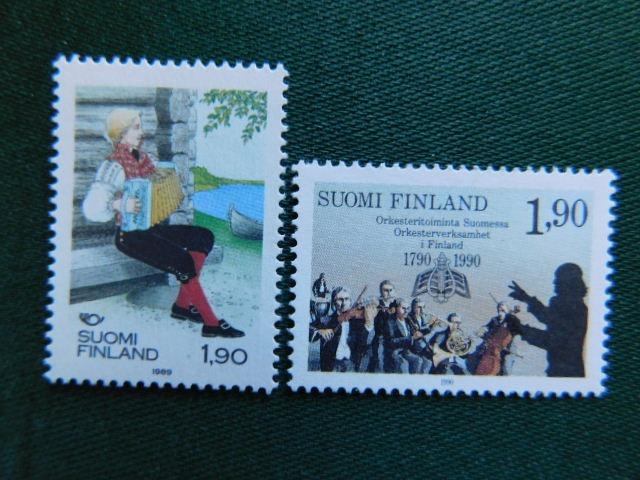 SUOMI
FINLAND
1,90
1989
SUOMI FINLAND
1,90
Orkesteritoiminta Suomessa
Orkesterverksamhet
i Finland
1790 1990
1990